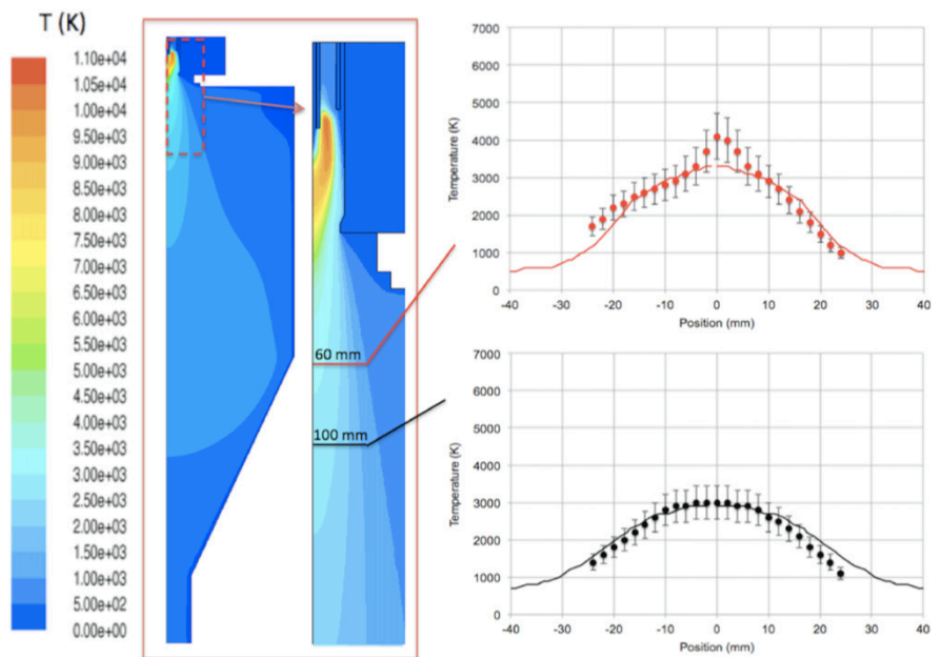 T (K)
1.10e+04
1.05e+04
1.00e+04
9.50e+03
9.00e+03
8.50e+03
8.00e+03
7.50e+03
7.00e+03
6.50e+03
6.00e+03
5.50e+03
5.00e+03
4.50e+03
4.00e+03
3.50e+03
3.00e+03
2.50e+03
2.00e+03
1.50e+03
1.00e+03
5.00e+02
0.00e+00
60 mm
100 mm
7000
6000
5000
4000
3000
2000
1000
0
Temperature (K)
-40 -30 -20 -10 0 10 20 30 40
Position (mm)
7000
6000
5000
4000
3000
2000
1000
0
Temperature (K)
-40 -30 -20 -10 0 10 20 30 40
Position (mm)